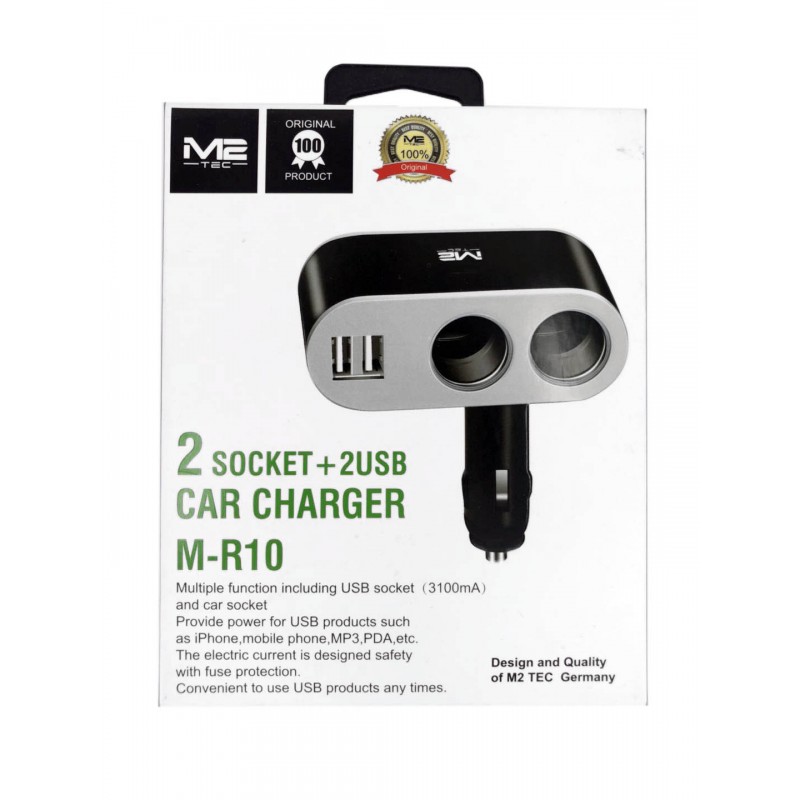 M2
TEC
ORIGINAL
100
PRODUCT
M2
100%
Original
M2
TEC
2 SOCKET+2USB
CAR CHARGER
M-R10
Multiple function including USB socket（3100mA）
and car socket
Provide power for USB products such
as iPhone,mobile phone,MP3,PDA,etc.
The electric current is designed safety
with fuse protection.
Convenient to use USB products any times.
Design and Quality
of M2 TEC Germany